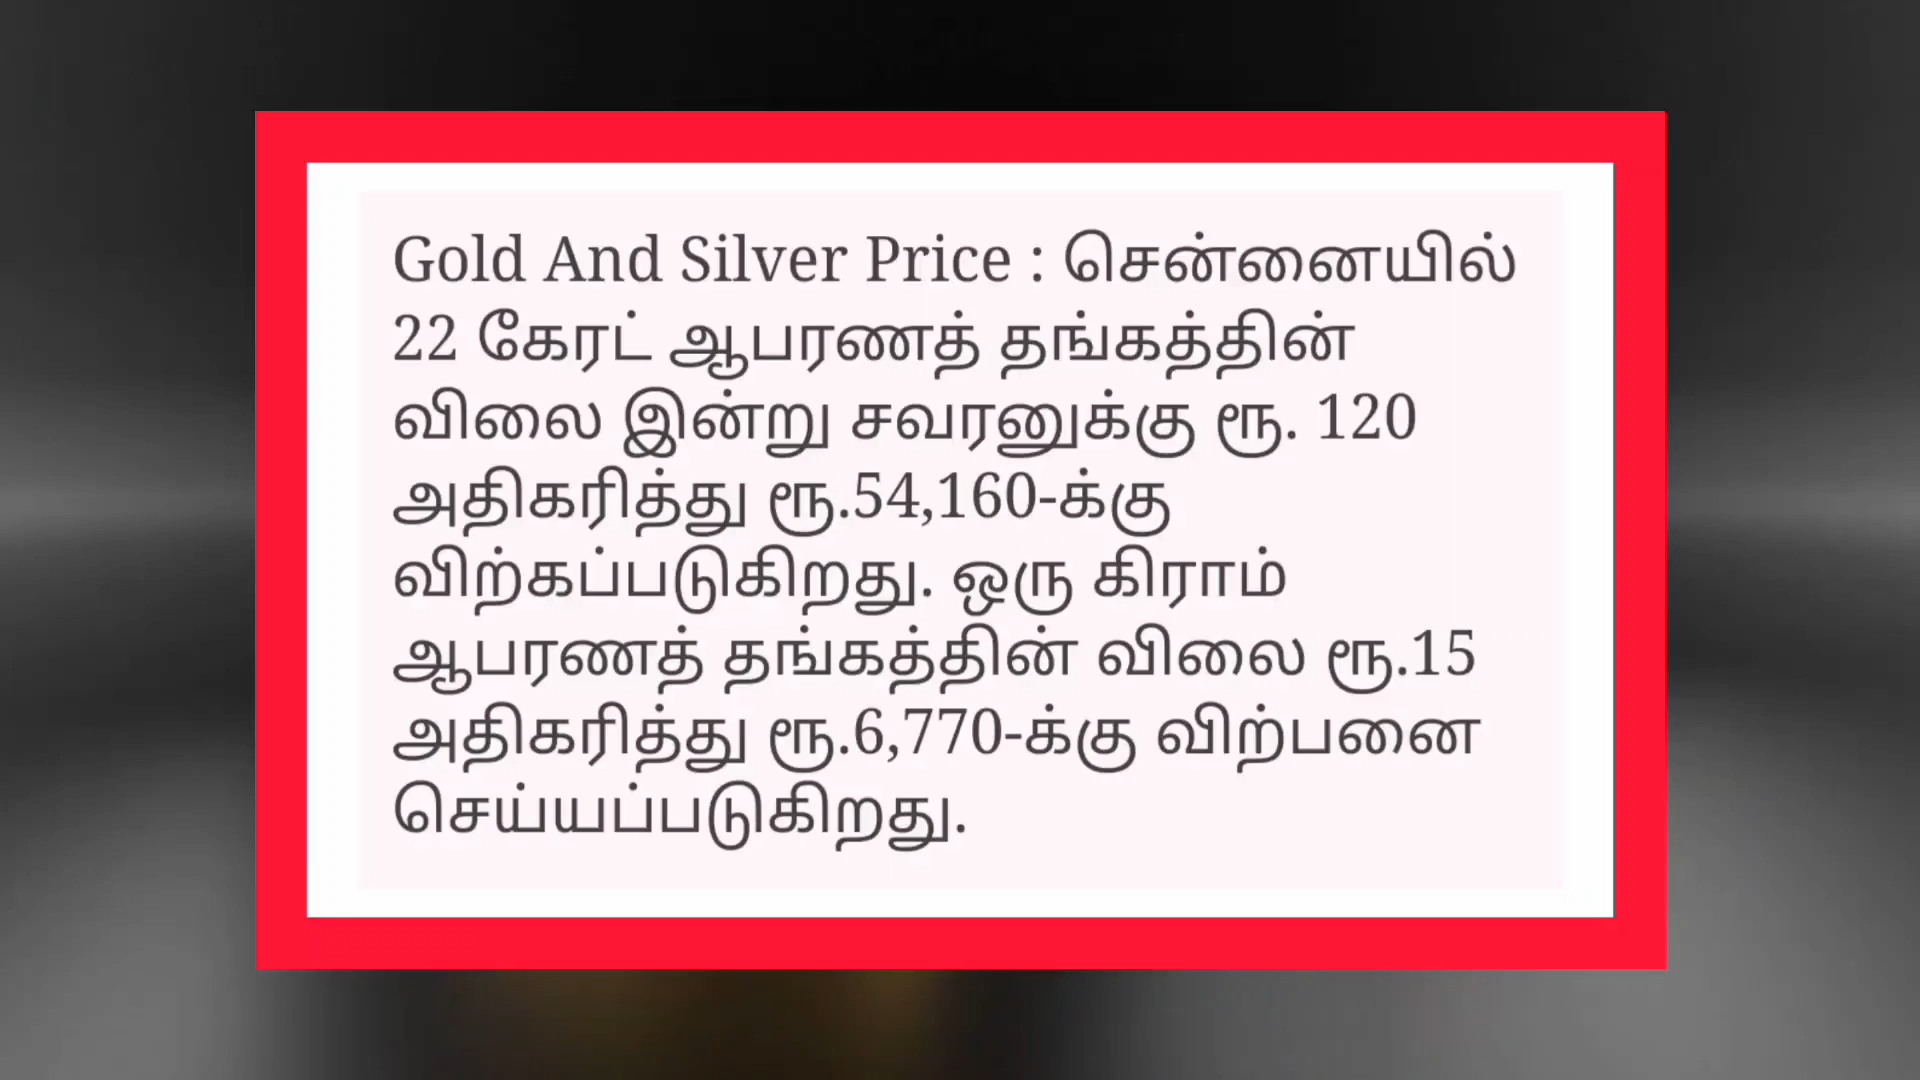 Gold And Silver Price : சென்னையில்
22 கேரட் ஆபரணத் தங்கத்தின்
விலை இன்று சவரனுக்கு ரூ. 120
அதிகரித்து ரூ.54,160-க்கு
விற்கப்படுகிறது. ஒரு கிராம்
ஆபரணத் தங்கத்தின் விலை ரூ.15
அதிகரித்து ரூ.6,770-க்கு விற்பனை
செய்யப்படுகிறது.